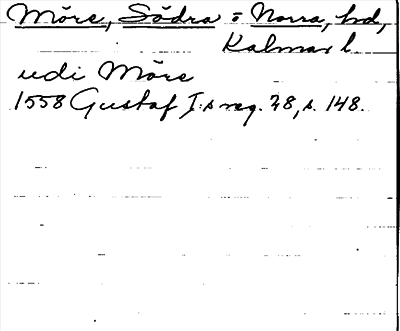 Möre, Södra o Norra, hd,
Kalmar l.
udi Möre
1558 Gustaf I:s reg. 28, s. 148.